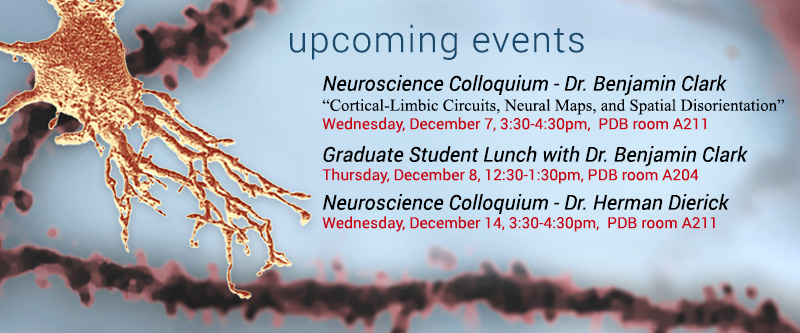 upcoming events
Neuroscience Colloquium - Dr. Benjamin Clark
“Cortical-Limbic Circuits, Neural Maps, and Spatial Disorientation”
Wednesday, December 7, 3:30-4:30pm, PDB room A211
Graduate Student Lunch with Dr. Benjamin Clark
Thursday, December 8, 12:30-1:30pm, PDB room A204
Neuroscience Colloquium - Dr. Herman Dierick
Wednesday, December 14, 3:30-4:30pm, PDB room A211